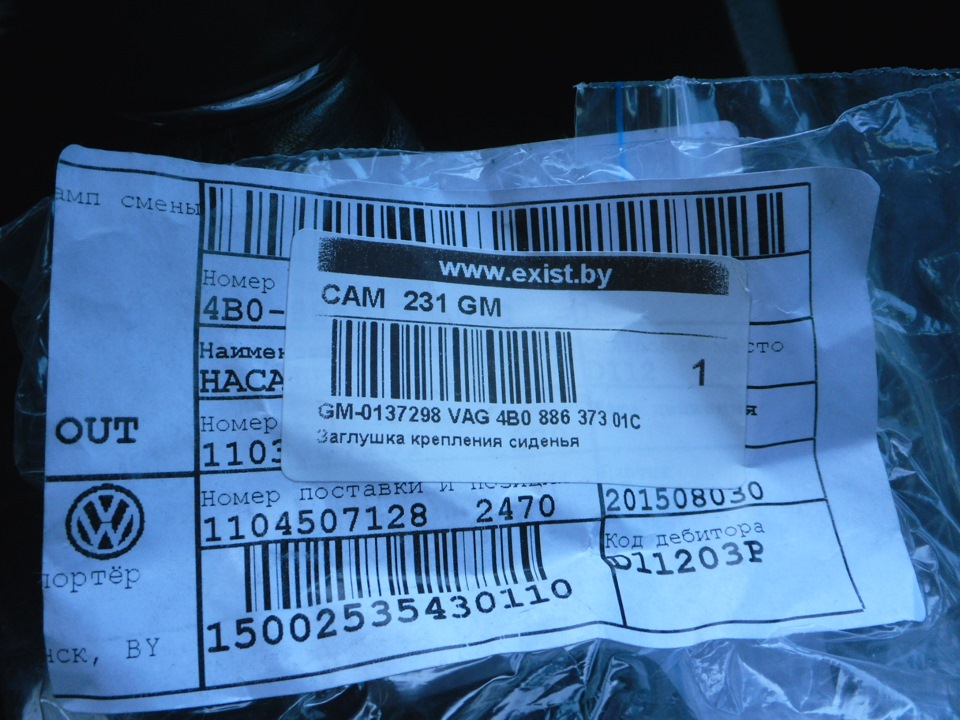 амп смены
www.exist.by
Номер
CAM 231 GM
4B0-
Наимен
сто
1
НАСА
GM-0137298 VAG 4B0 886 373 01C
Номер
Заглушка крепления сиденья
OUT
1103
Номер поставки и позиция
201508030
1104507128 2470
Код дебитора
D11203P
портёр
15002535430110
нск, BY